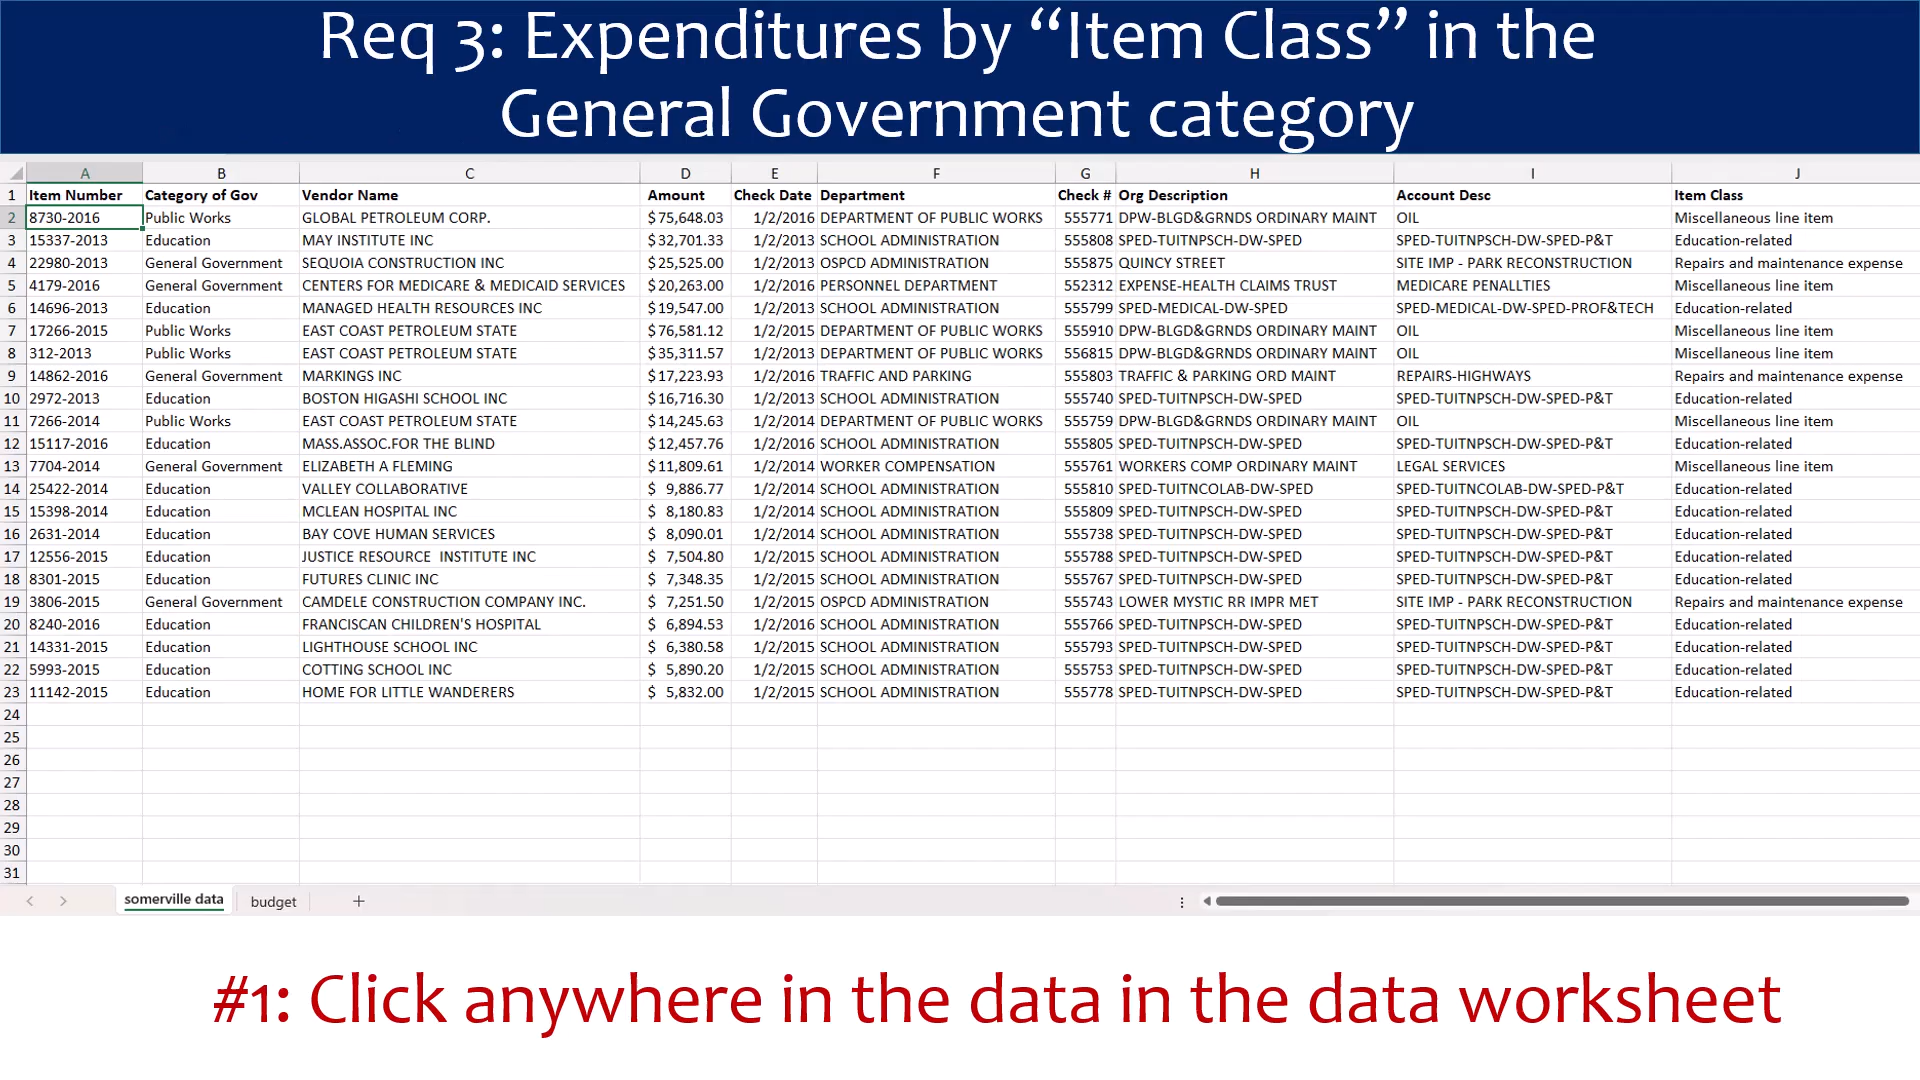 Req 3: Expenditures by “Item Class” in the
General Government category
A B C D E F G H I J
1 Item Number Category of Gov Vendor Name Amount Check Date Department Check # Org Description Account Desc Item Class
2 8730-2016 Public Works GLOBAL PETROLEUM CORP. $75,648.03 1/2/2016 DEPARTMENT OF PUBLIC WORKS 555771 DPW-BLGD&GRNDS ORDINARY MAINT OIL Miscellaneous line item
3 15337-2013 Education MAY INSTITUTE INC $32,701.33 1/2/2013 SCHOOL ADMINISTRATION 555808 SPED-TUITNPSCH-DW-SPED SPED-TUITNPSCH-DW-SPED-P&T Education-related
4 22980-2013 General Government SEQUOIA CONSTRUCTION INC $25,525.00 1/2/2013 OSPCD ADMINISTRATION 555875 QUINCY STREET SITE IMP - PARK RECONSTRUCTION Repairs and maintenance expense
5 4179-2016 General Government CENTERS FOR MEDICARE & MEDICAID SERVICES $20,263.00 1/2/2016 PERSONNEL DEPARTMENT 552312 EXPENSE-HEALTH CLAIMS TRUST MEDICARE PENALLTIES Miscellaneous line item
6 14696-2013 Education MANAGED HEALTH RESOURCES INC $19,547.00 1/2/2013 SCHOOL ADMINISTRATION 555799 SPED-MEDICAL-DW-SPED SPED-MEDICAL-DW-SPED-PROF&TECH Education-related
7 17266-2015 Public Works EAST COAST PETROLEUM STATE $76,581.12 1/2/2015 DEPARTMENT OF PUBLIC WORKS 555910 DPW-BLGD&GRNDS ORDINARY MAINT OIL Miscellaneous line item
8 312-2013 Public Works EAST COAST PETROLEUM STATE $35,311.57 1/2/2013 DEPARTMENT OF PUBLIC WORKS 556815 DPW-BLGD&GRNDS ORDINARY MAINT OIL Miscellaneous line item
9 14862-2016 General Government MARKINGS INC $17,223.93 1/2/2016 TRAFFIC AND PARKING 555803 TRAFFIC & PARKING ORD MAINT REPAIRS-HIGHWAYS Repairs and maintenance expense
10 2972-2013 Education BOSTON HIGASHI SCHOOL INC $16,716.30 1/2/2013 SCHOOL ADMINISTRATION 555740 SPED-TUITNPSCH-DW-SPED SPED-TUITNPSCH-DW-SPED-P&T Education-related
11 7266-2014 Public Works EAST COAST PETROLEUM STATE $14,245.63 1/2/2014 DEPARTMENT OF PUBLIC WORKS 555759 DPW-BLGD&GRNDS ORDINARY MAINT OIL Miscellaneous line item
12 15117-2016 Education MASS.ASSOC.FOR THE BLIND $12,457.76 1/2/2016 SCHOOL ADMINISTRATION 555805 SPED-TUITNPSCH-DW-SPED SPED-TUITNPSCH-DW-SPED-P&T Education-related
13 7704-2014 General Government ELIZABETH A FLEMING $11,809.61 1/2/2014 WORKER COMPENSATION 555761 WORKERS COMP ORDINARY MAINT LEGAL SERVICES Miscellaneous line item
14 25422-2014 Education VALLEY COLLABORATIVE $ 9,886.77 1/2/2014 SCHOOL ADMINISTRATION 555810 SPED-TUITNCOLAB-DW-SPED SPED-TUITNCOLAB-DW-SPED-P&T Education-related
15 15398-2014 Education MCLEAN HOSPITAL INC $ 8,180.83 1/2/2014 SCHOOL ADMINISTRATION 555809 SPED-TUITNPSCH-DW-SPED SPED-TUITNPSCH-DW-SPED-P&T Education-related
16 2631-2014 Education BAY COVE HUMAN SERVICES $ 8,090.01 1/2/2014 SCHOOL ADMINISTRATION 555738 SPED-TUITNPSCH-DW-SPED SPED-TUITNPSCH-DW-SPED-P&T Education-related
17 12556-2015 Education JUSTICE RESOURCE INSTITUTE INC $ 7,504.80 1/2/2015 SCHOOL ADMINISTRATION 555788 SPED-TUITNPSCH-DW-SPED SPED-TUITNPSCH-DW-SPED-P&T Education-related
18 8301-2015 Education FUTURES CLINIC INC $ 7,348.35 1/2/2015 SCHOOL ADMINISTRATION 555767 SPED-TUITNPSCH-DW-SPED SPED-TUITNPSCH-DW-SPED-P&T Education-related
19 3806-2015 General Government CAMDELE CONSTRUCTION COMPANY INC. $ 7,251.50 1/2/2015 OSPCD ADMINISTRATION 555743 LOWER MYSTIC RR IMPR MET SITE IMP - PARK RECONSTRUCTION Repairs and maintenance expense
20 8240-2016 Education FRANCISCAN CHILDREN'S HOSPITAL $ 6,894.53 1/2/2016 SCHOOL ADMINISTRATION 555766 SPED-TUITNPSCH-DW-SPED SPED-TUITNPSCH-DW-SPED-P&T Education-related
21 14331-2015 Education LIGHTHOUSE SCHOOL INC $ 6,380.58 1/2/2015 SCHOOL ADMINISTRATION 555793 SPED-TUITNPSCH-DW-SPED SPED-TUITNPSCH-DW-SPED-P&T Education-related
22 5993-2015 Education COTTING SCHOOL INC $ 5,890.20 1/2/2015 SCHOOL ADMINISTRATION 555753 SPED-TUITNPSCH-DW-SPED SPED-TUITNPSCH-DW-SPED-P&T Education-related
23 11142-2015 Education HOME FOR LITTLE WANDERERS $ 5,832.00 1/2/2015 SCHOOL ADMINISTRATION 555778 SPED-TUITNPSCH-DW-SPED SPED-TUITNPSCH-DW-SPED-P&T Education-related
24
25
26
27
28
29
30
31
somerville data budget +
#1: Click anywhere in the data in the data worksheet